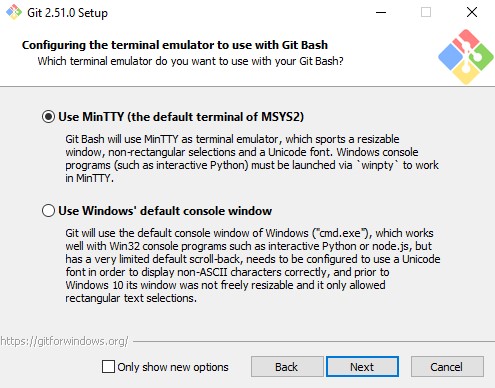 Git 2.51.0 Setup
Configuring the terminal emulator to use with Git Bash
Which terminal emulator do you want to use with your Git Bash?
Use MinTTY (the default terminal of MSYS2)
Git Bash will use MinTTY as terminal emulator, which sports a resizable
window, non-rectangular selections and a Unicode font. Windows console
programs (such as interactive Python) must be launched via `winpty` to work
in MinTTY.
Use Windows' default console window
Git will use the default console window of Windows ("cmd.exe"), which works
well with Win32 console programs such as interactive Python or node.js, but
has a very limited default scroll-back, needs to be configured to use a Unicode
font in order to display non-ASCII characters correctly, and prior to
Windows 10 its window was not freely resizable and it only allowed
rectangular text selections.
https://gitforwindows.org/
Only show new options
Back
Next
Cancel